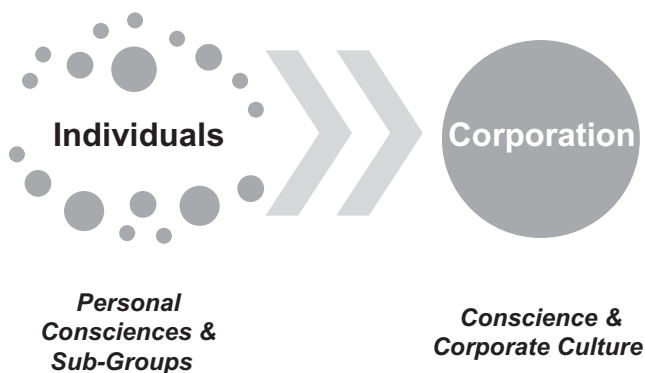 Individuals
Corporation
Personal
Consciences &
Sub-Groups
Conscience &
Corporate Culture